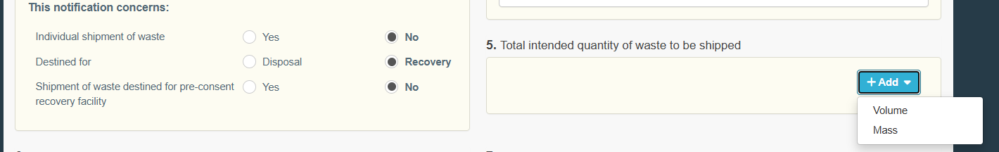 This notification concerns:
Individual shipment of waste Yes No
Destined for Disposal Recovery
Shipment of waste destined for pre-consent Yes No
recovery facility
5. Total intended quantity of waste to be shipped
+ Add
Volume
Mass